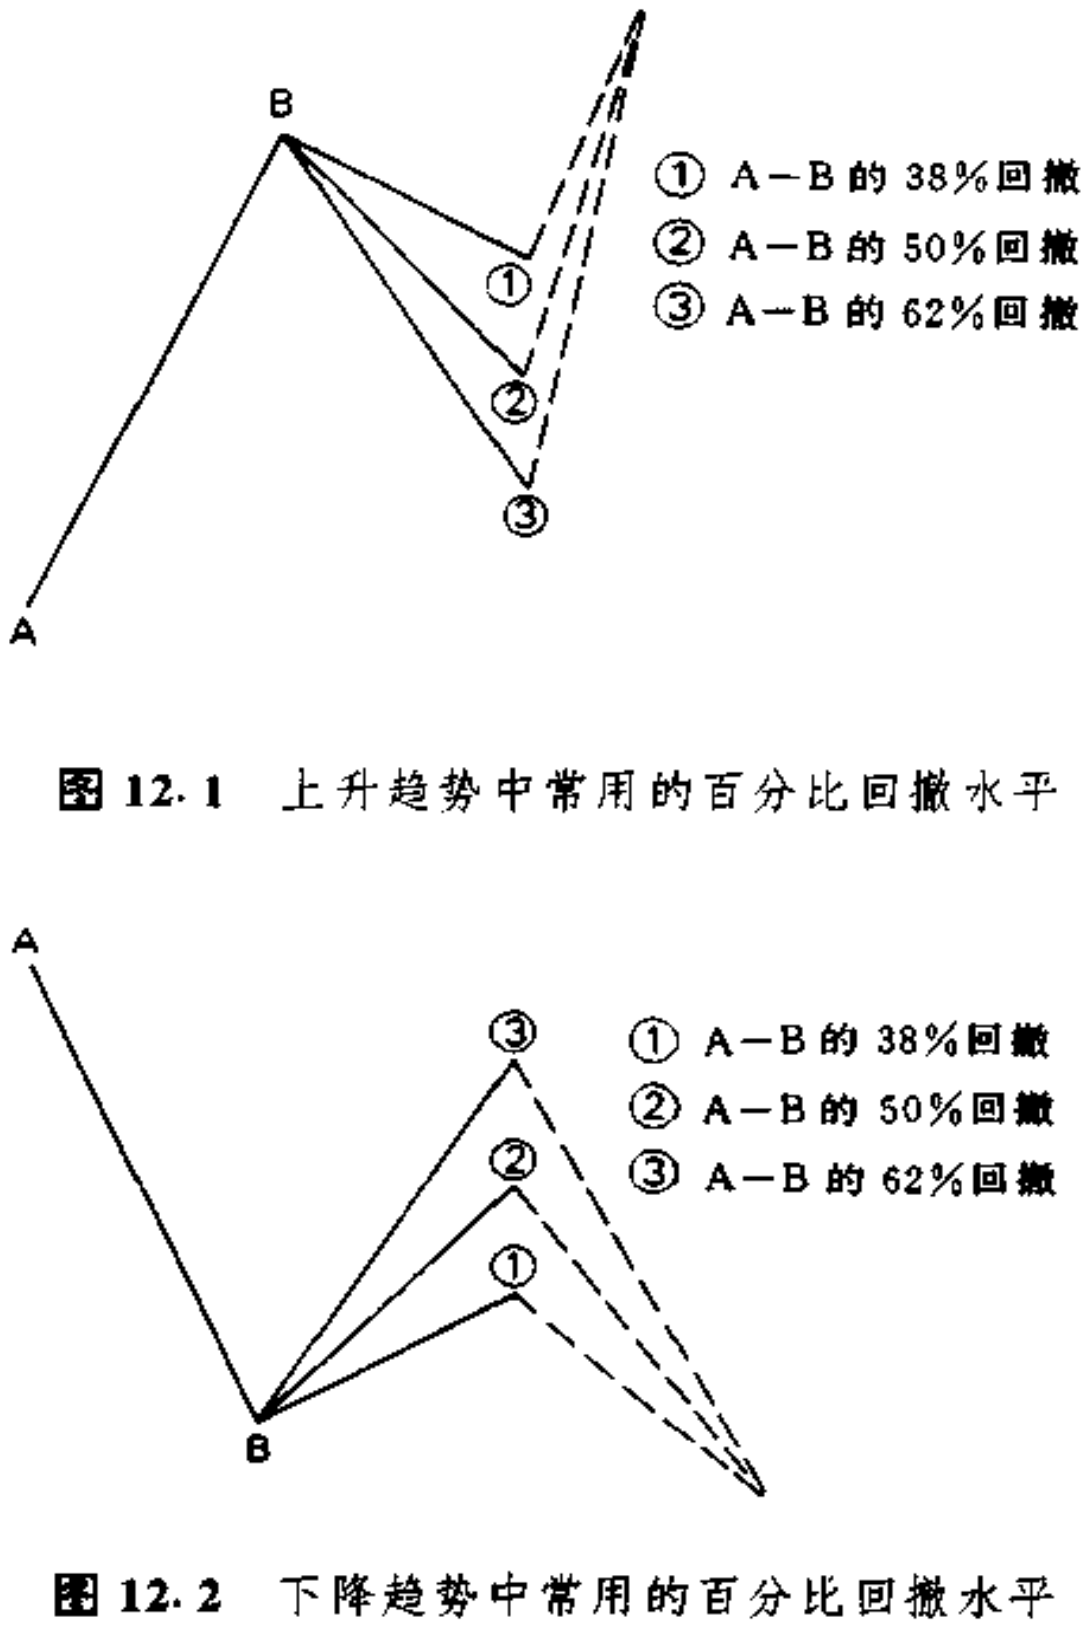 B
① A－B 的 38%回撤
② A－B 的 50%回撤
③ A－B 的 62%回撤
①
②
③
A
图 12.1 上升趋势中常用的百分比回撤水平
A
③
② 
①
① A－B 的 38%回撤
② A－B 的 50%回撤
③ A－B 的 62%回撤
B
图 12.2 下降趋势中常用的百分比回撤水平